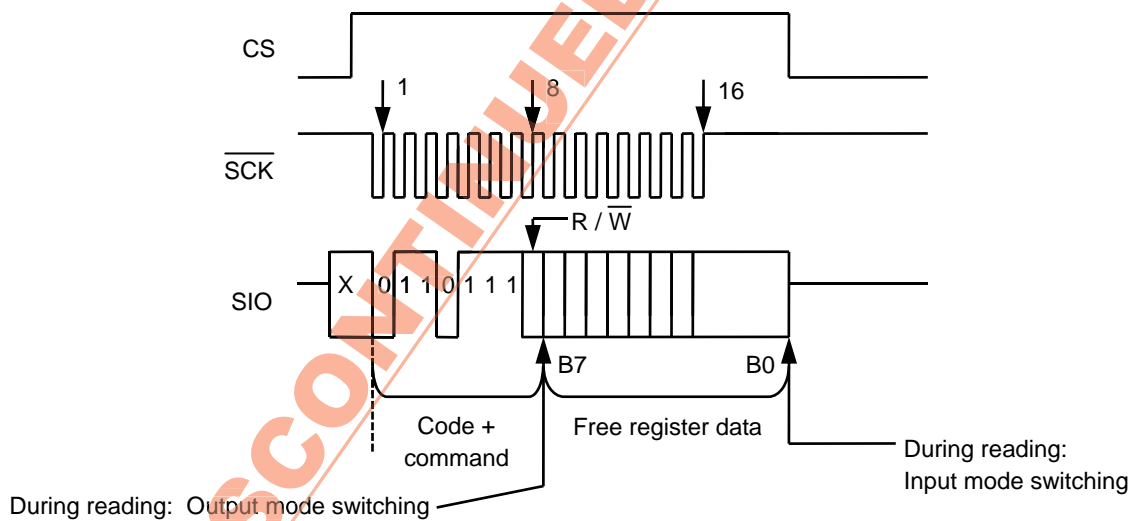 CS
1
8
16
SCK
R / W
SIO
X 0 1 1 0 1 1 1
B7
B0
Code +
command
Free register data
During reading:
Input mode switching
During reading: Output mode switching
SCONTINUED